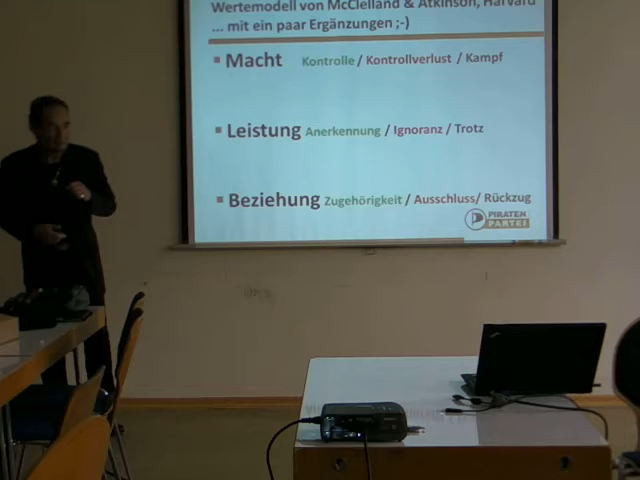 Wertemodell von McClelland & Atkinson, Harvard
... mit ein paar Ergänzungen ;-)
Macht Kontrolle / Kontrollverlust / Kampf
Leistung Anerkennung / Ignoranz / Trotz
Beziehung Zugehörigkeit / Ausschluss/ Rückzug
PIRATEN
PARTEI